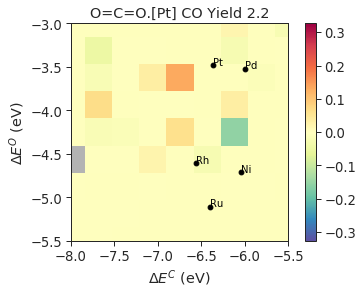 O=C=O.[Pt] CO Yield 2.2
−3.0
−3.5
−4.0
−4.5
−5.0
−5.5
ΔE^O (eV)
Pt
Pd
Rh
Ni
Ru
−8.0 −7.5 −7.0 −6.5 −6.0 −5.5
ΔE^C (eV)
0.3
0.2
0.1
0.0
−0.1
−0.2
−0.3